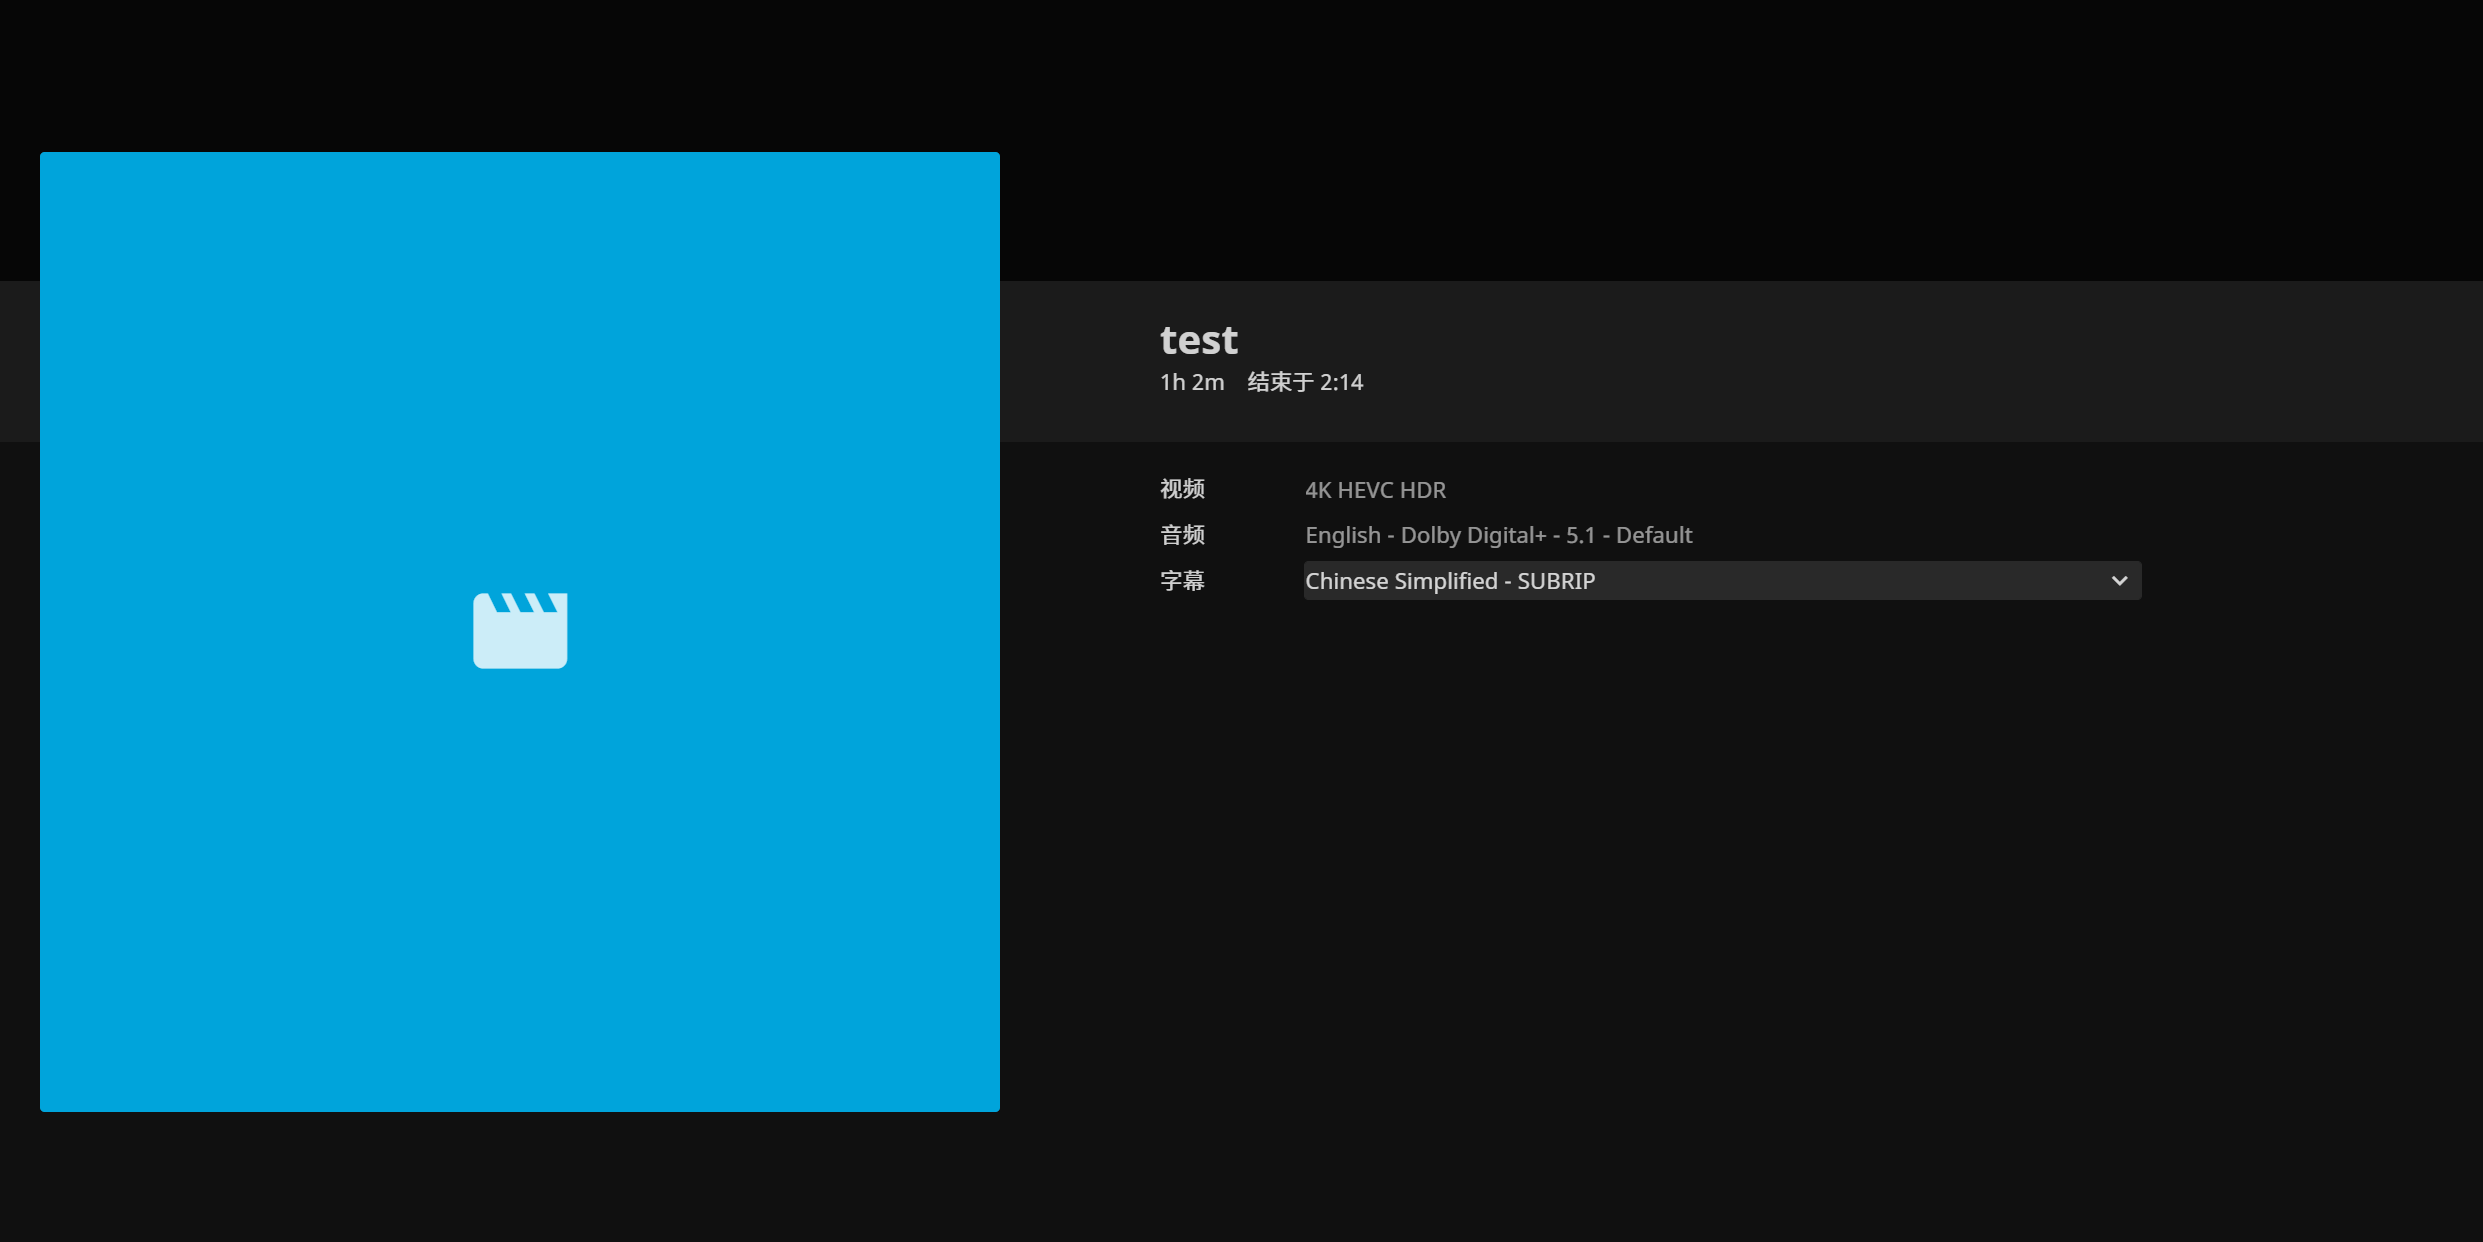 test
1h 2m 结束于 2:14
视频 4K HEVC HDR
音频 English - Dolby Digital+ - 5.1 - Default
字幕 Chinese Simplified - SUBRIP